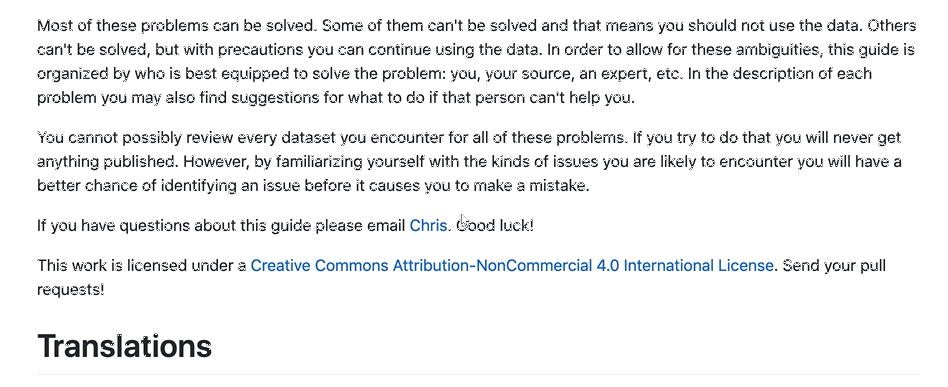 Most of these problems can be solved. Some of them can't be solved and that means you should not use the data. Others
can't be solved, but with precautions you can continue using the data. In order to allow for these ambiguities, this guide is
organized by who is best equipped to solve the problem: you, your source, an expert, etc. In the description of each
problem you may also find suggestions for what to do if that person can't help you.
You cannot possibly review every dataset you encounter for all of these problems. If you try to do that you will never get
anything published. However, by familiarizing yourself with the kinds of issues you are likely to encounter you will have a
better chance of identifying an issue before it causes you to make a mistake.
If you have questions about this guide please email Chris. Good luck!
This work is licensed under a Creative Commons Attribution-NonCommercial 4.0 International License. Send your pull
requests!
Translations